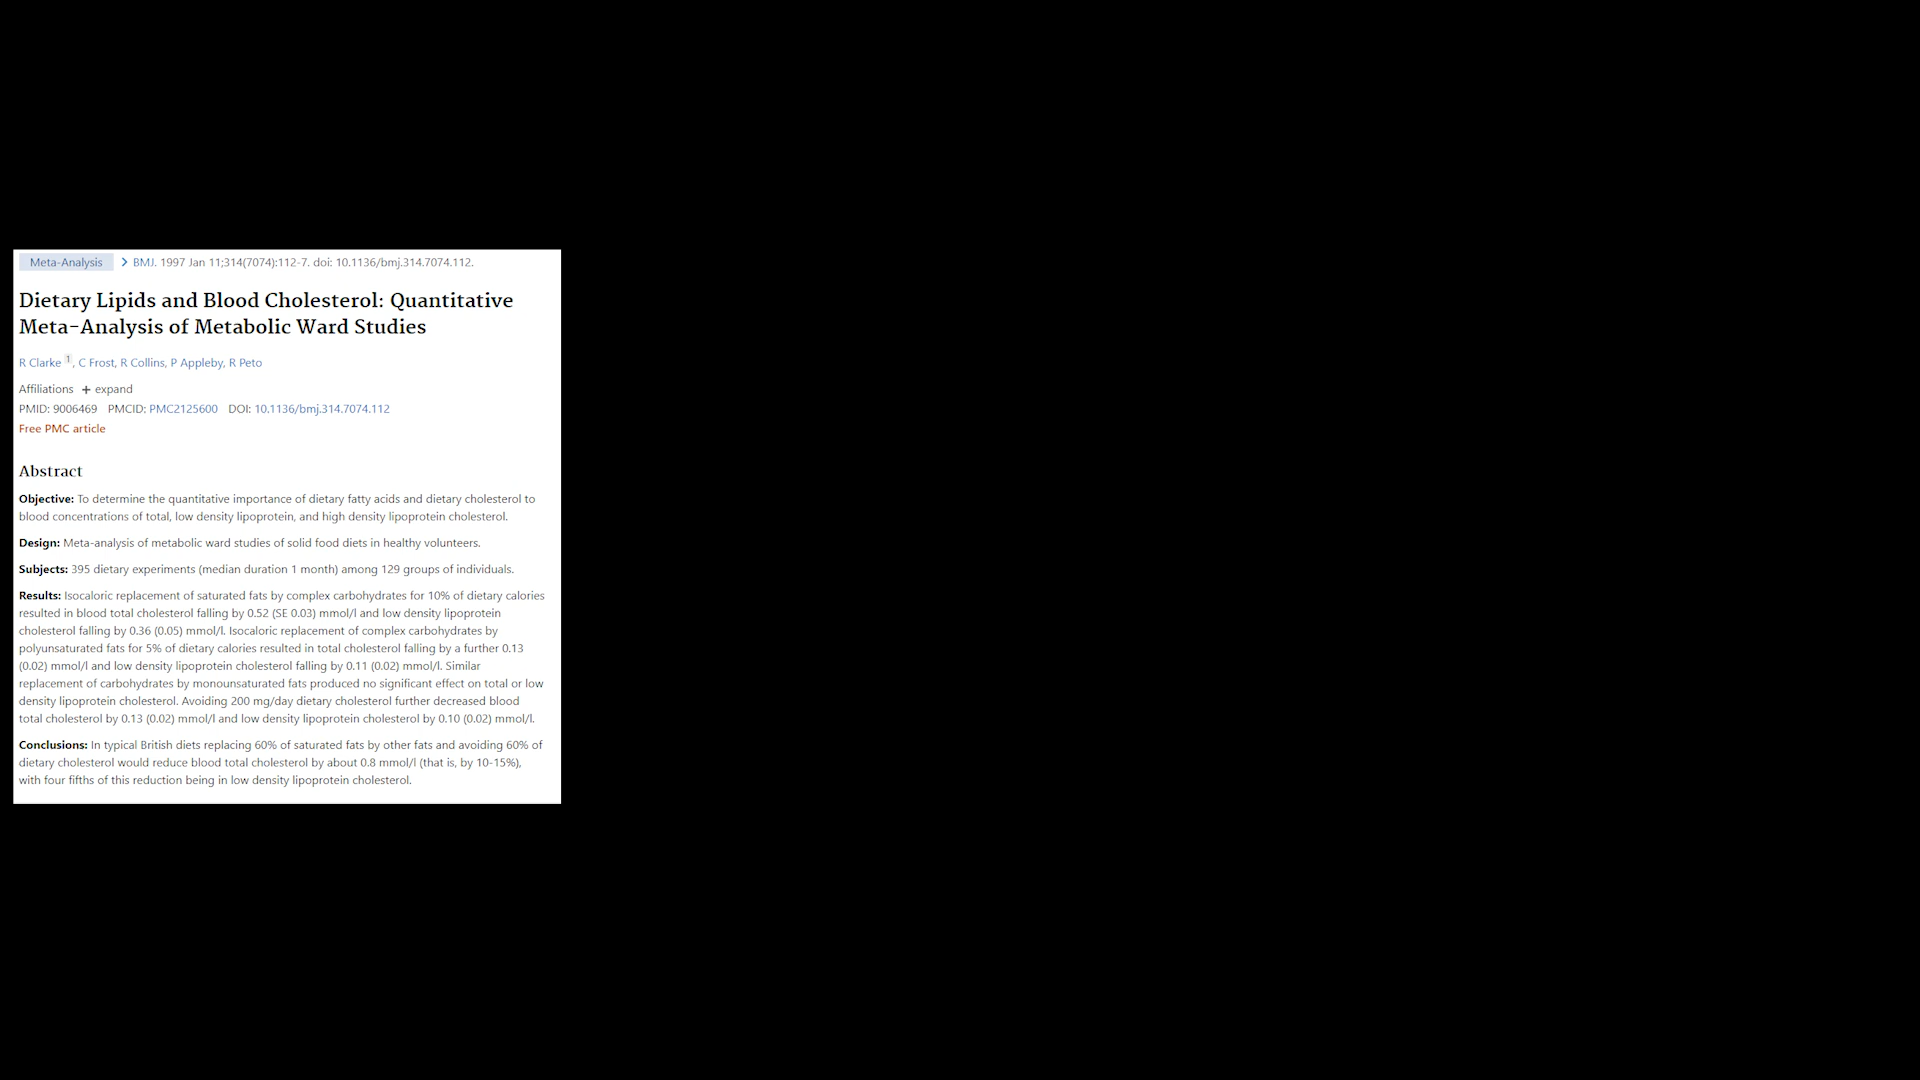 Meta-Analysis > BMJ. 1997 Jan 11;314(7074):112-7. doi: 10.1136/bmj.314.7074.112.
Dietary Lipids and Blood Cholesterol: Quantitative
Meta-Analysis of Metabolic Ward Studies
R Clarke 1, C Frost, R Collins, P Appleby, R Peto
Affiliations + expand
PMID: 9006469 PMCID: PMC2125600 DOI: 10.1136/bmj.314.7074.112
Free PMC article
Abstract
Objective: To determine the quantitative importance of dietary fatty acids and dietary cholesterol to
blood concentrations of total, low density lipoprotein, and high density lipoprotein cholesterol.
Design: Meta-analysis of metabolic ward studies of solid food diets in healthy volunteers.
Subjects: 395 dietary experiments (median duration 1 month) among 129 groups of individuals.
Results: Isocaloric replacement of saturated fats by complex carbohydrates for 10% of dietary calories
resulted in blood total cholesterol falling by 0.52 (SE 0.03) mmol/l and low density lipoprotein
cholesterol falling by 0.36 (0.05) mmol/l. Isocaloric replacement of complex carbohydrates by
polyunsaturated fats for 5% of dietary calories resulted in total cholesterol falling by a further 0.13
(0.02) mmol/l and low density lipoprotein cholesterol falling by 0.11 (0.02) mmol/l. Similar
replacement of carbohydrates by monounsaturated fats produced no significant effect on total or low
density lipoprotein cholesterol. Avoiding 200 mg/day dietary cholesterol further decreased blood
total cholesterol by 0.13 (0.02) mmol/l and low density lipoprotein cholesterol by 0.10 (0.02) mmol/l.
Conclusions: In typical British diets replacing 60% of saturated fats by other fats and avoiding 60% of
dietary cholesterol would reduce blood total cholesterol by about 0.8 mmol/l (that is, by 10-15%),
with four fifths of this reduction being in low density lipoprotein cholesterol.